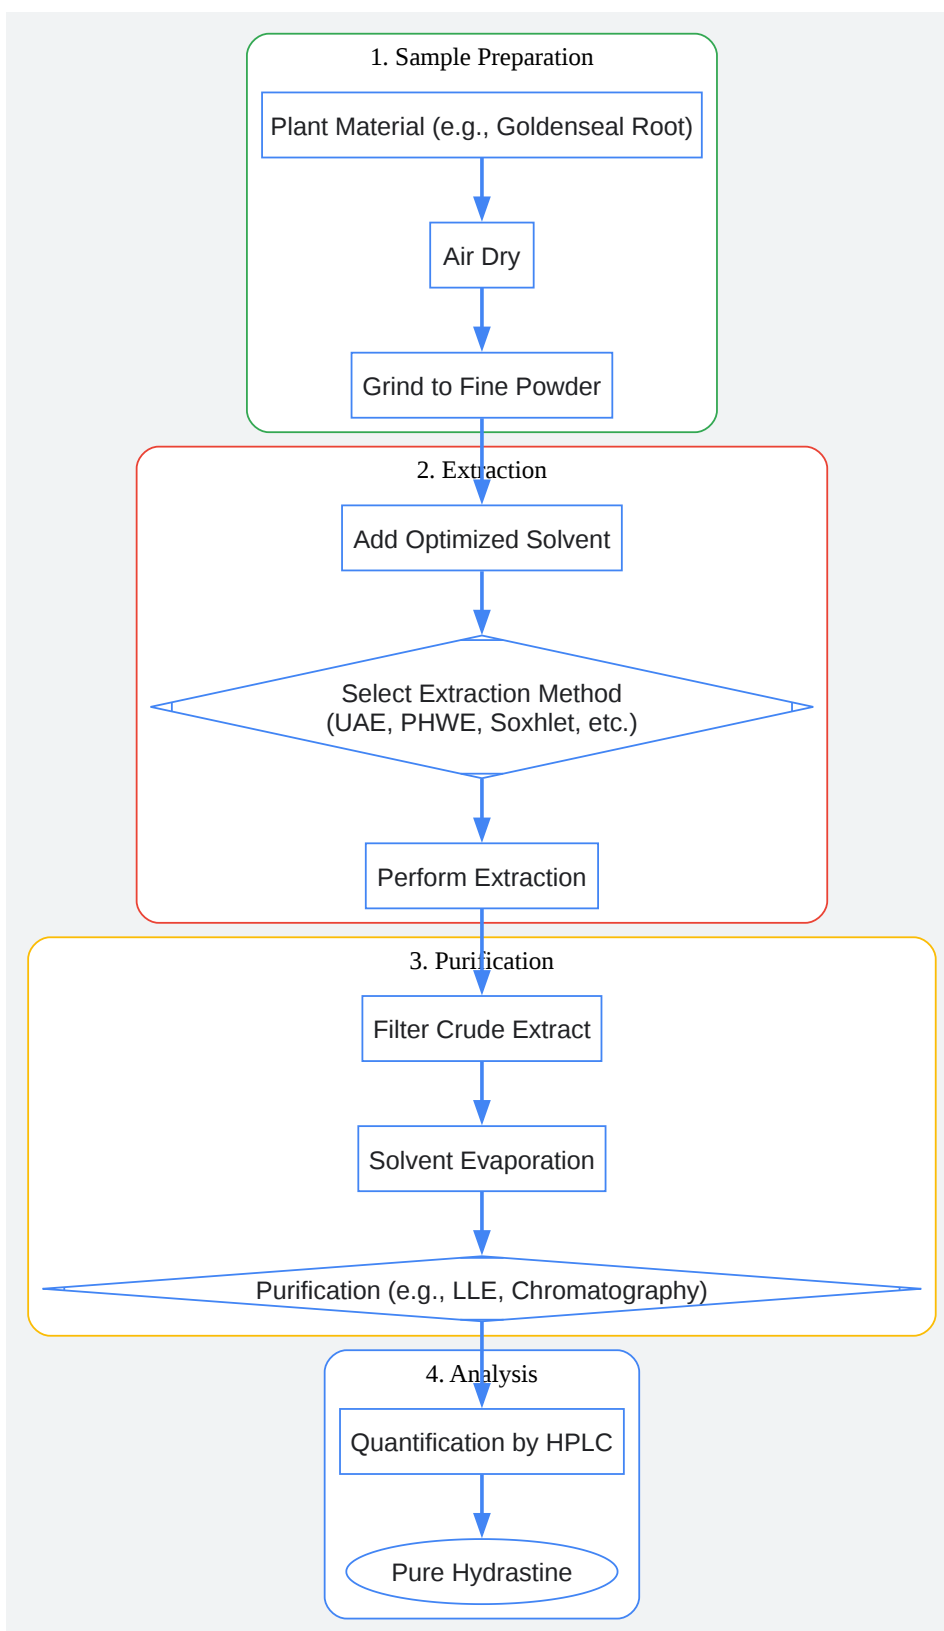 1. Sample Preparation
Plant Material (e.g., Goldenseal Root)
Air Dry
Grind to Fine Powder
2. Extraction
Add Optimized Solvent
Select Extraction Method
(UAE, PHWE, Soxhlet, etc.)
Perform Extraction
3. Purification
Filter Crude Extract
Solvent Evaporation
Purification (e.g., LLE, Chromatography)
4. Analysis
Quantification by HPLC
Pure Hydrastine